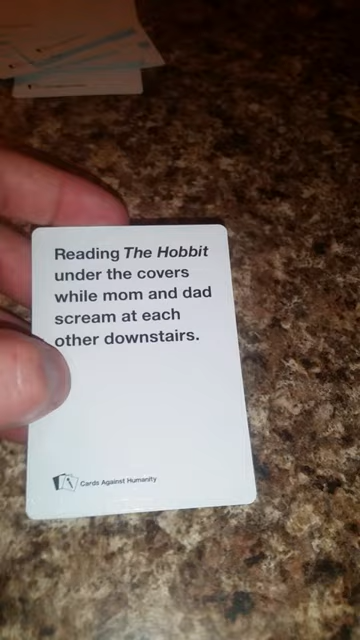 Reading The Hobbit
under the covers
while mom and dad
scream at each
other downstairs.
Cards Against Humanity